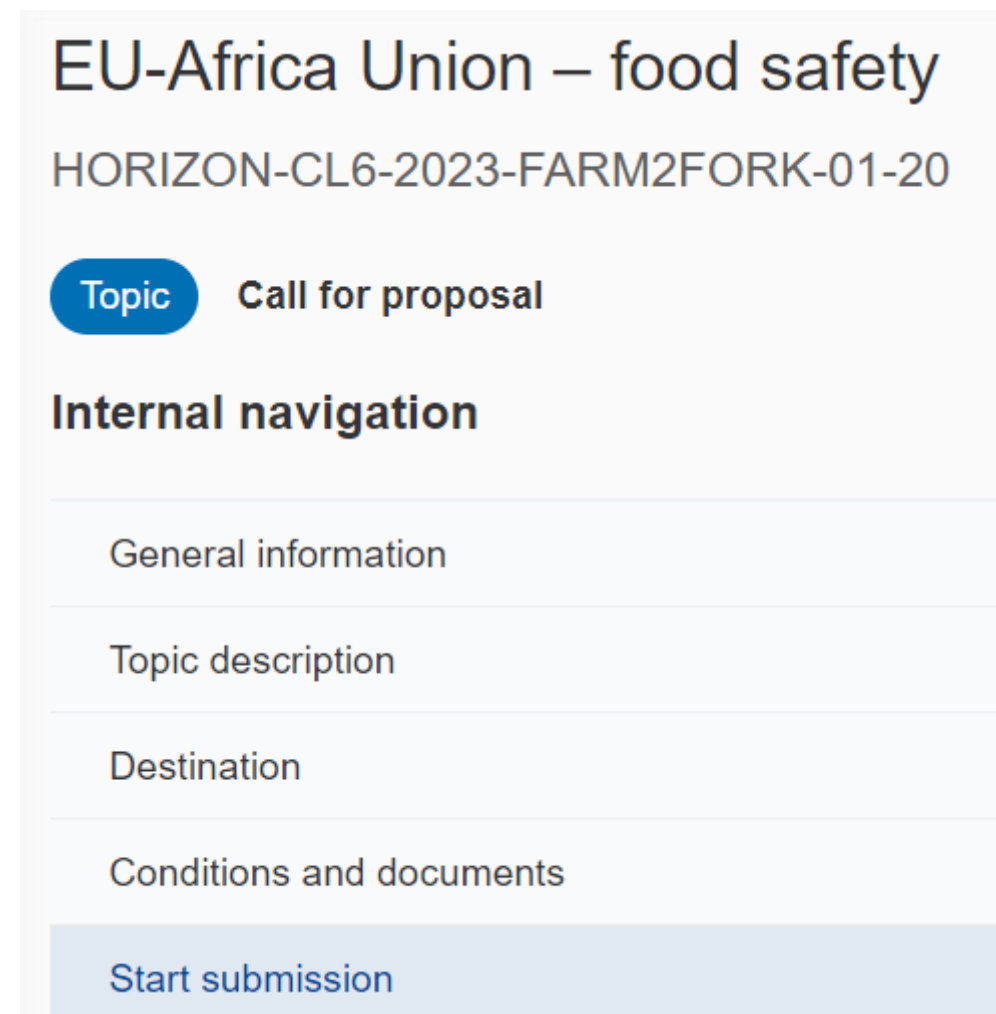 EU-Africa Union – food safety
HORIZON-CL6-2023-FARM2FORK-01-20
Topic Call for proposal
Internal navigation
General information
Topic description
Destination
Conditions and documents
Start submission